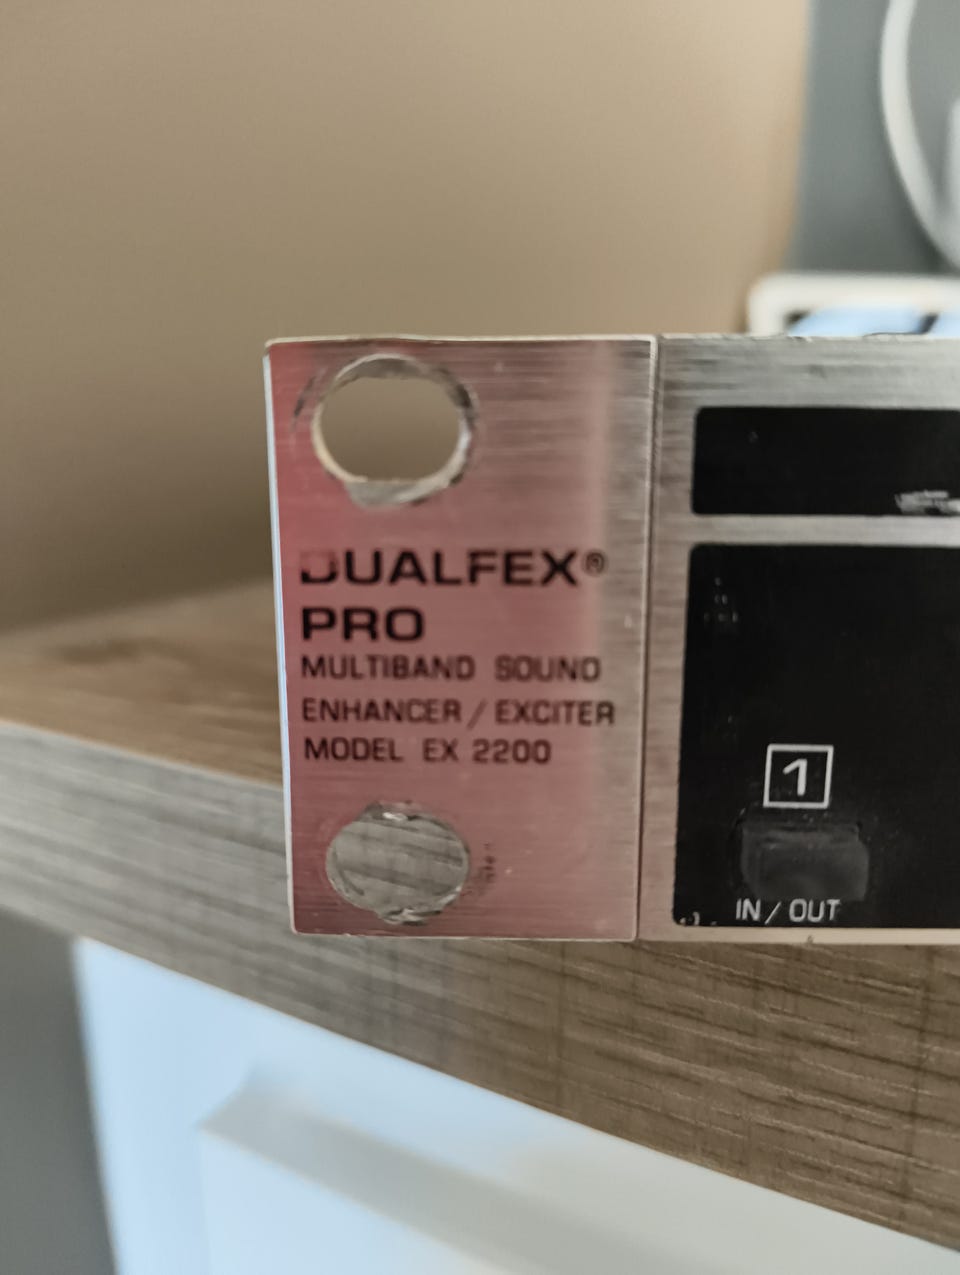 DUALFEX®
PRO
MULTIBAND SOUND
ENHANCER / EXCITER
MODEL EX 2200
1
IN / OUT